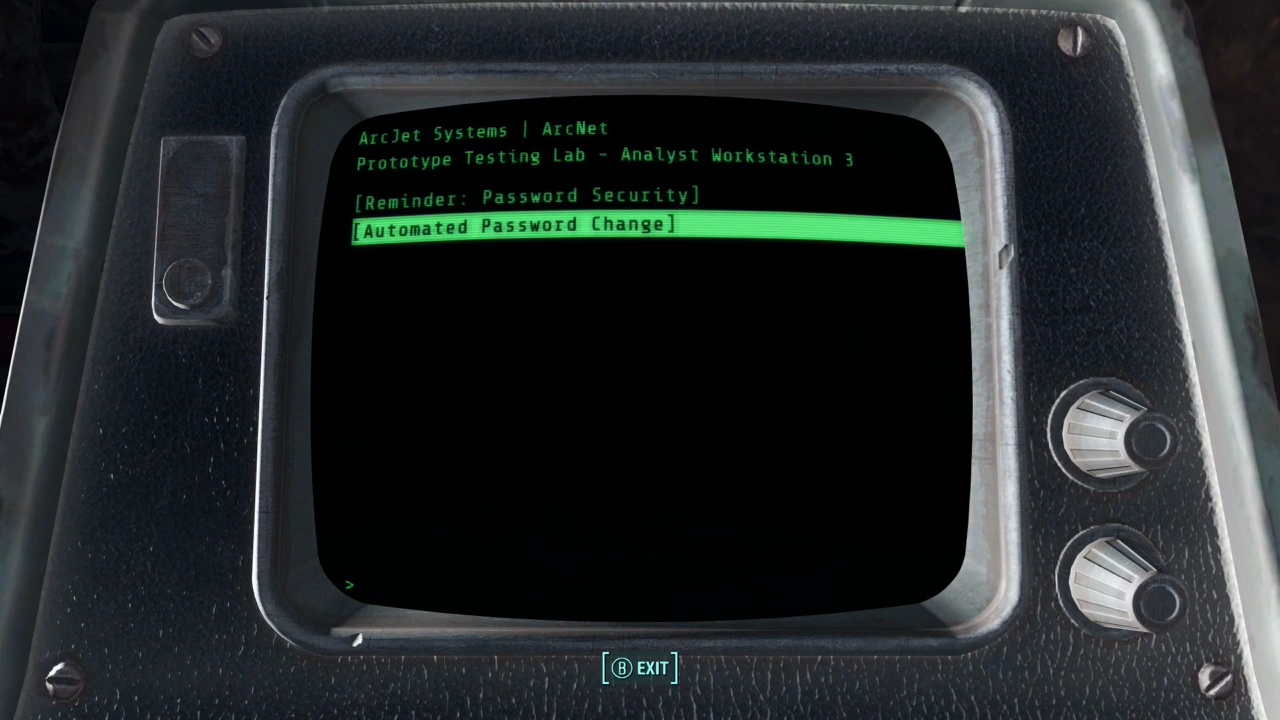 ArcJet Systems | ArcNet
Prototype Testing Lab - Analyst Workstation 3
[Reminder: Password Security]
[Automated Password Change]
>
[Ⓑ EXIT]